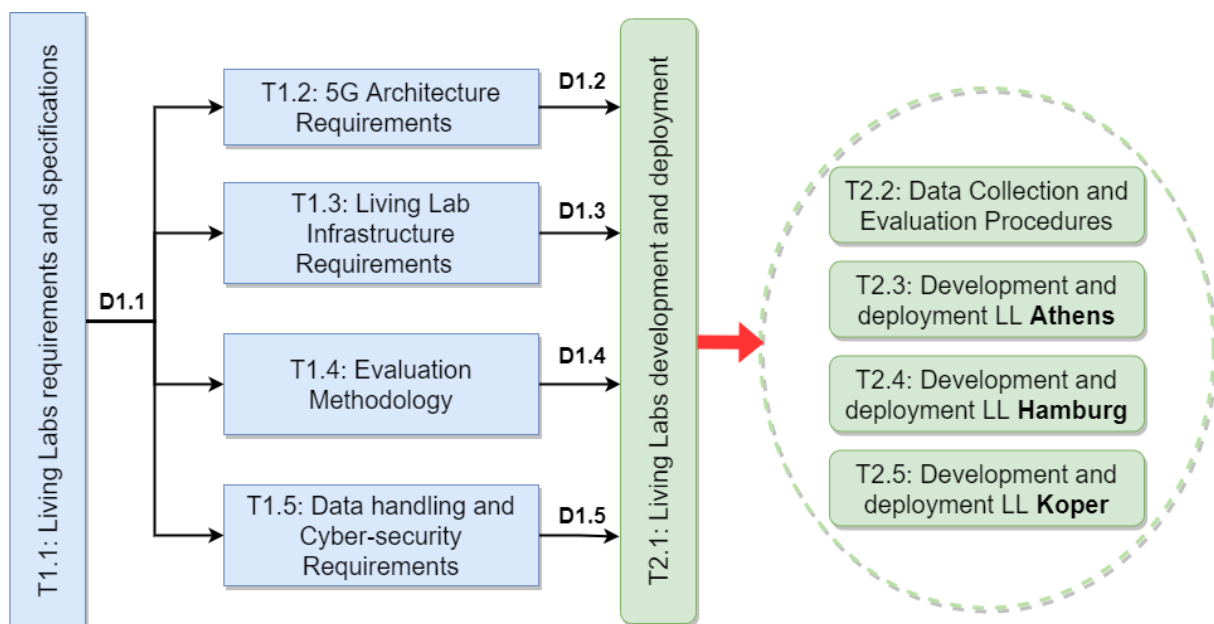 T1.1: Living Labs requirements and specifications
D1.1
T1.2: 5G Architecture
Requirements
D1.2
T1.3: Living Lab
Infrastructure
Requirements
D1.3
T1.4: Evaluation
Methodology
D1.4
T1.5: Data handling and
Cyber-security
Requirements
D1.5
T2.1: Living Labs development and deployment
T2.2: Data Collection and
Evaluation Procedures
T2.3: Development and
deployment LL Athens
T2.4: Development and
deployment LL Hamburg
T2.5: Development and
deployment LL Koper